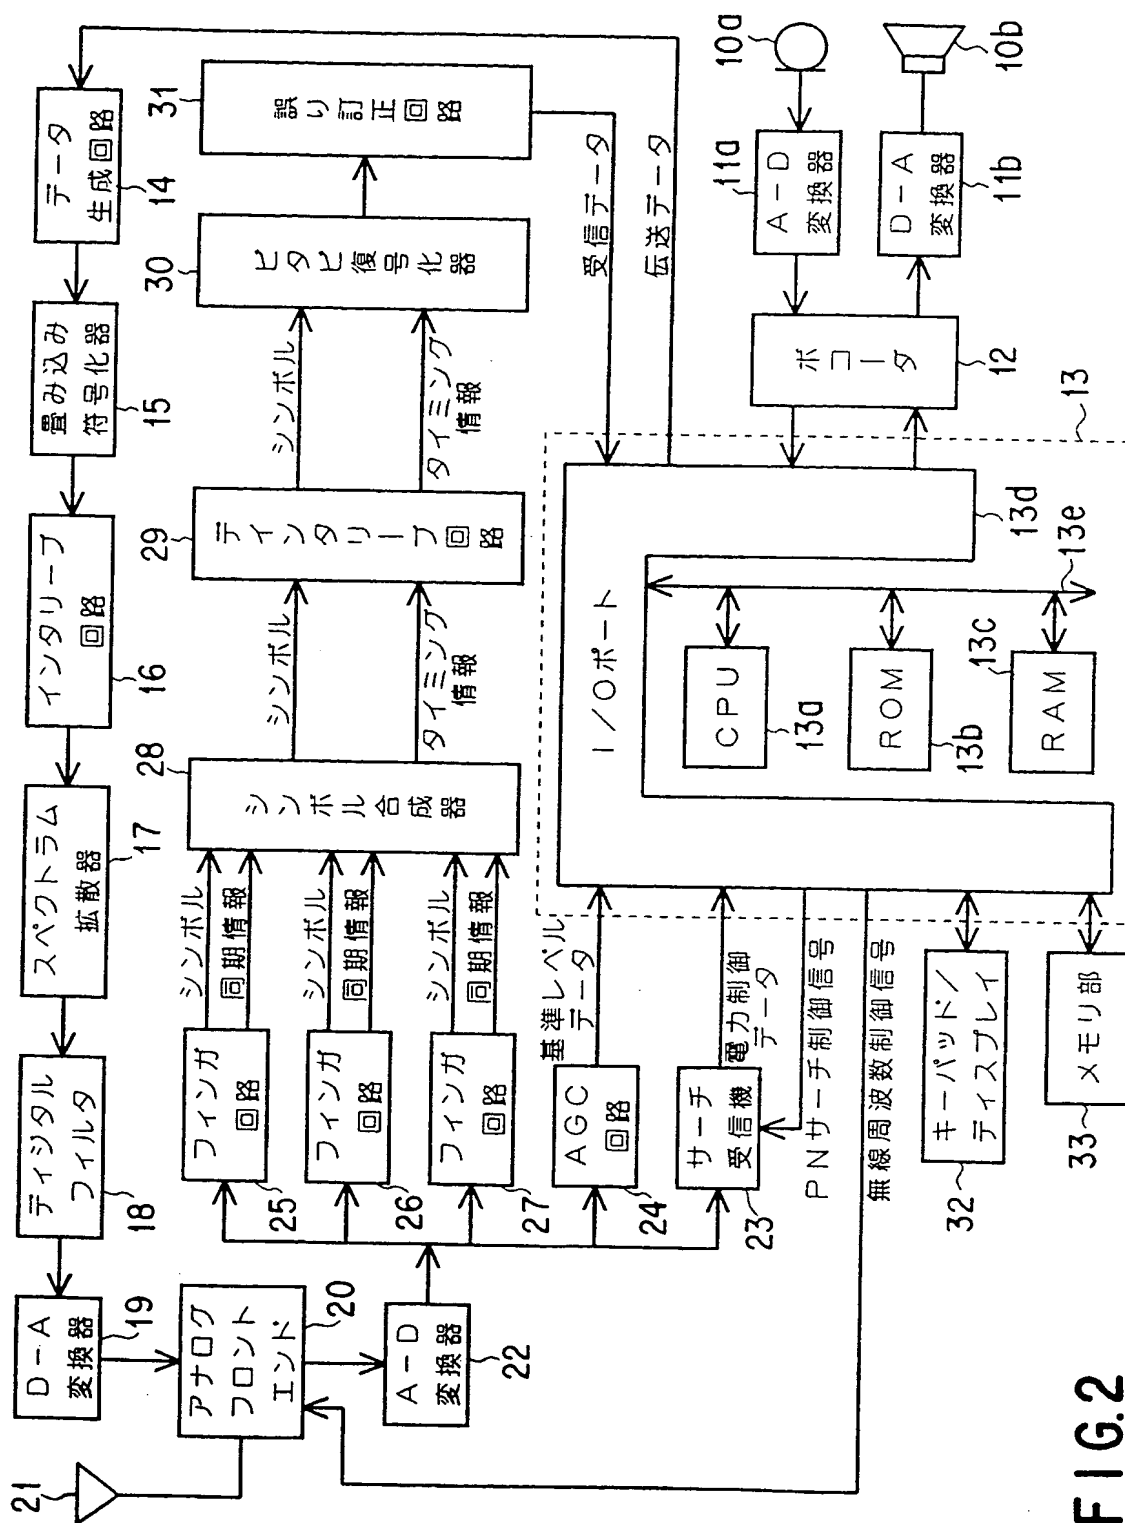 21
D-A
変換器
19
ディジタル
フィルタ
18
スペクトラム
拡散器
17
インタリーブ
回路
16
畳み込み
符号化器
15
データ
生成回路
14
アナログ
フロント
エンド
20
A-D
変換器
22
フィンガ
回路
25
シンボル
同期情報
フィンガ
回路
26
シンボル
同期情報
フィンガ
回路
27
シンボル
同期情報
シンボル合成器
28
シンボル
タイミング
情報
ディンタリーブ回路
29
シンボル
タイミング
情報
ビタビ復号化器
30
誤り訂正回路
31
AGC
回路
24
基準レベル
データ
サーチ
受信機
23
電力制御
データ
PNサーチ制御信号
無線周波数制御信号
受信データ
伝送データ
I/Oポート
13d
CPU
13a
ROM
13b
RAM
13c
13e
13
キーパッド/
ディスプレイ
32
メモリ部
33
ボコーダ
12
A-D
変換器
11a
D-A
変換器
11b
10a
10b
FIG.2